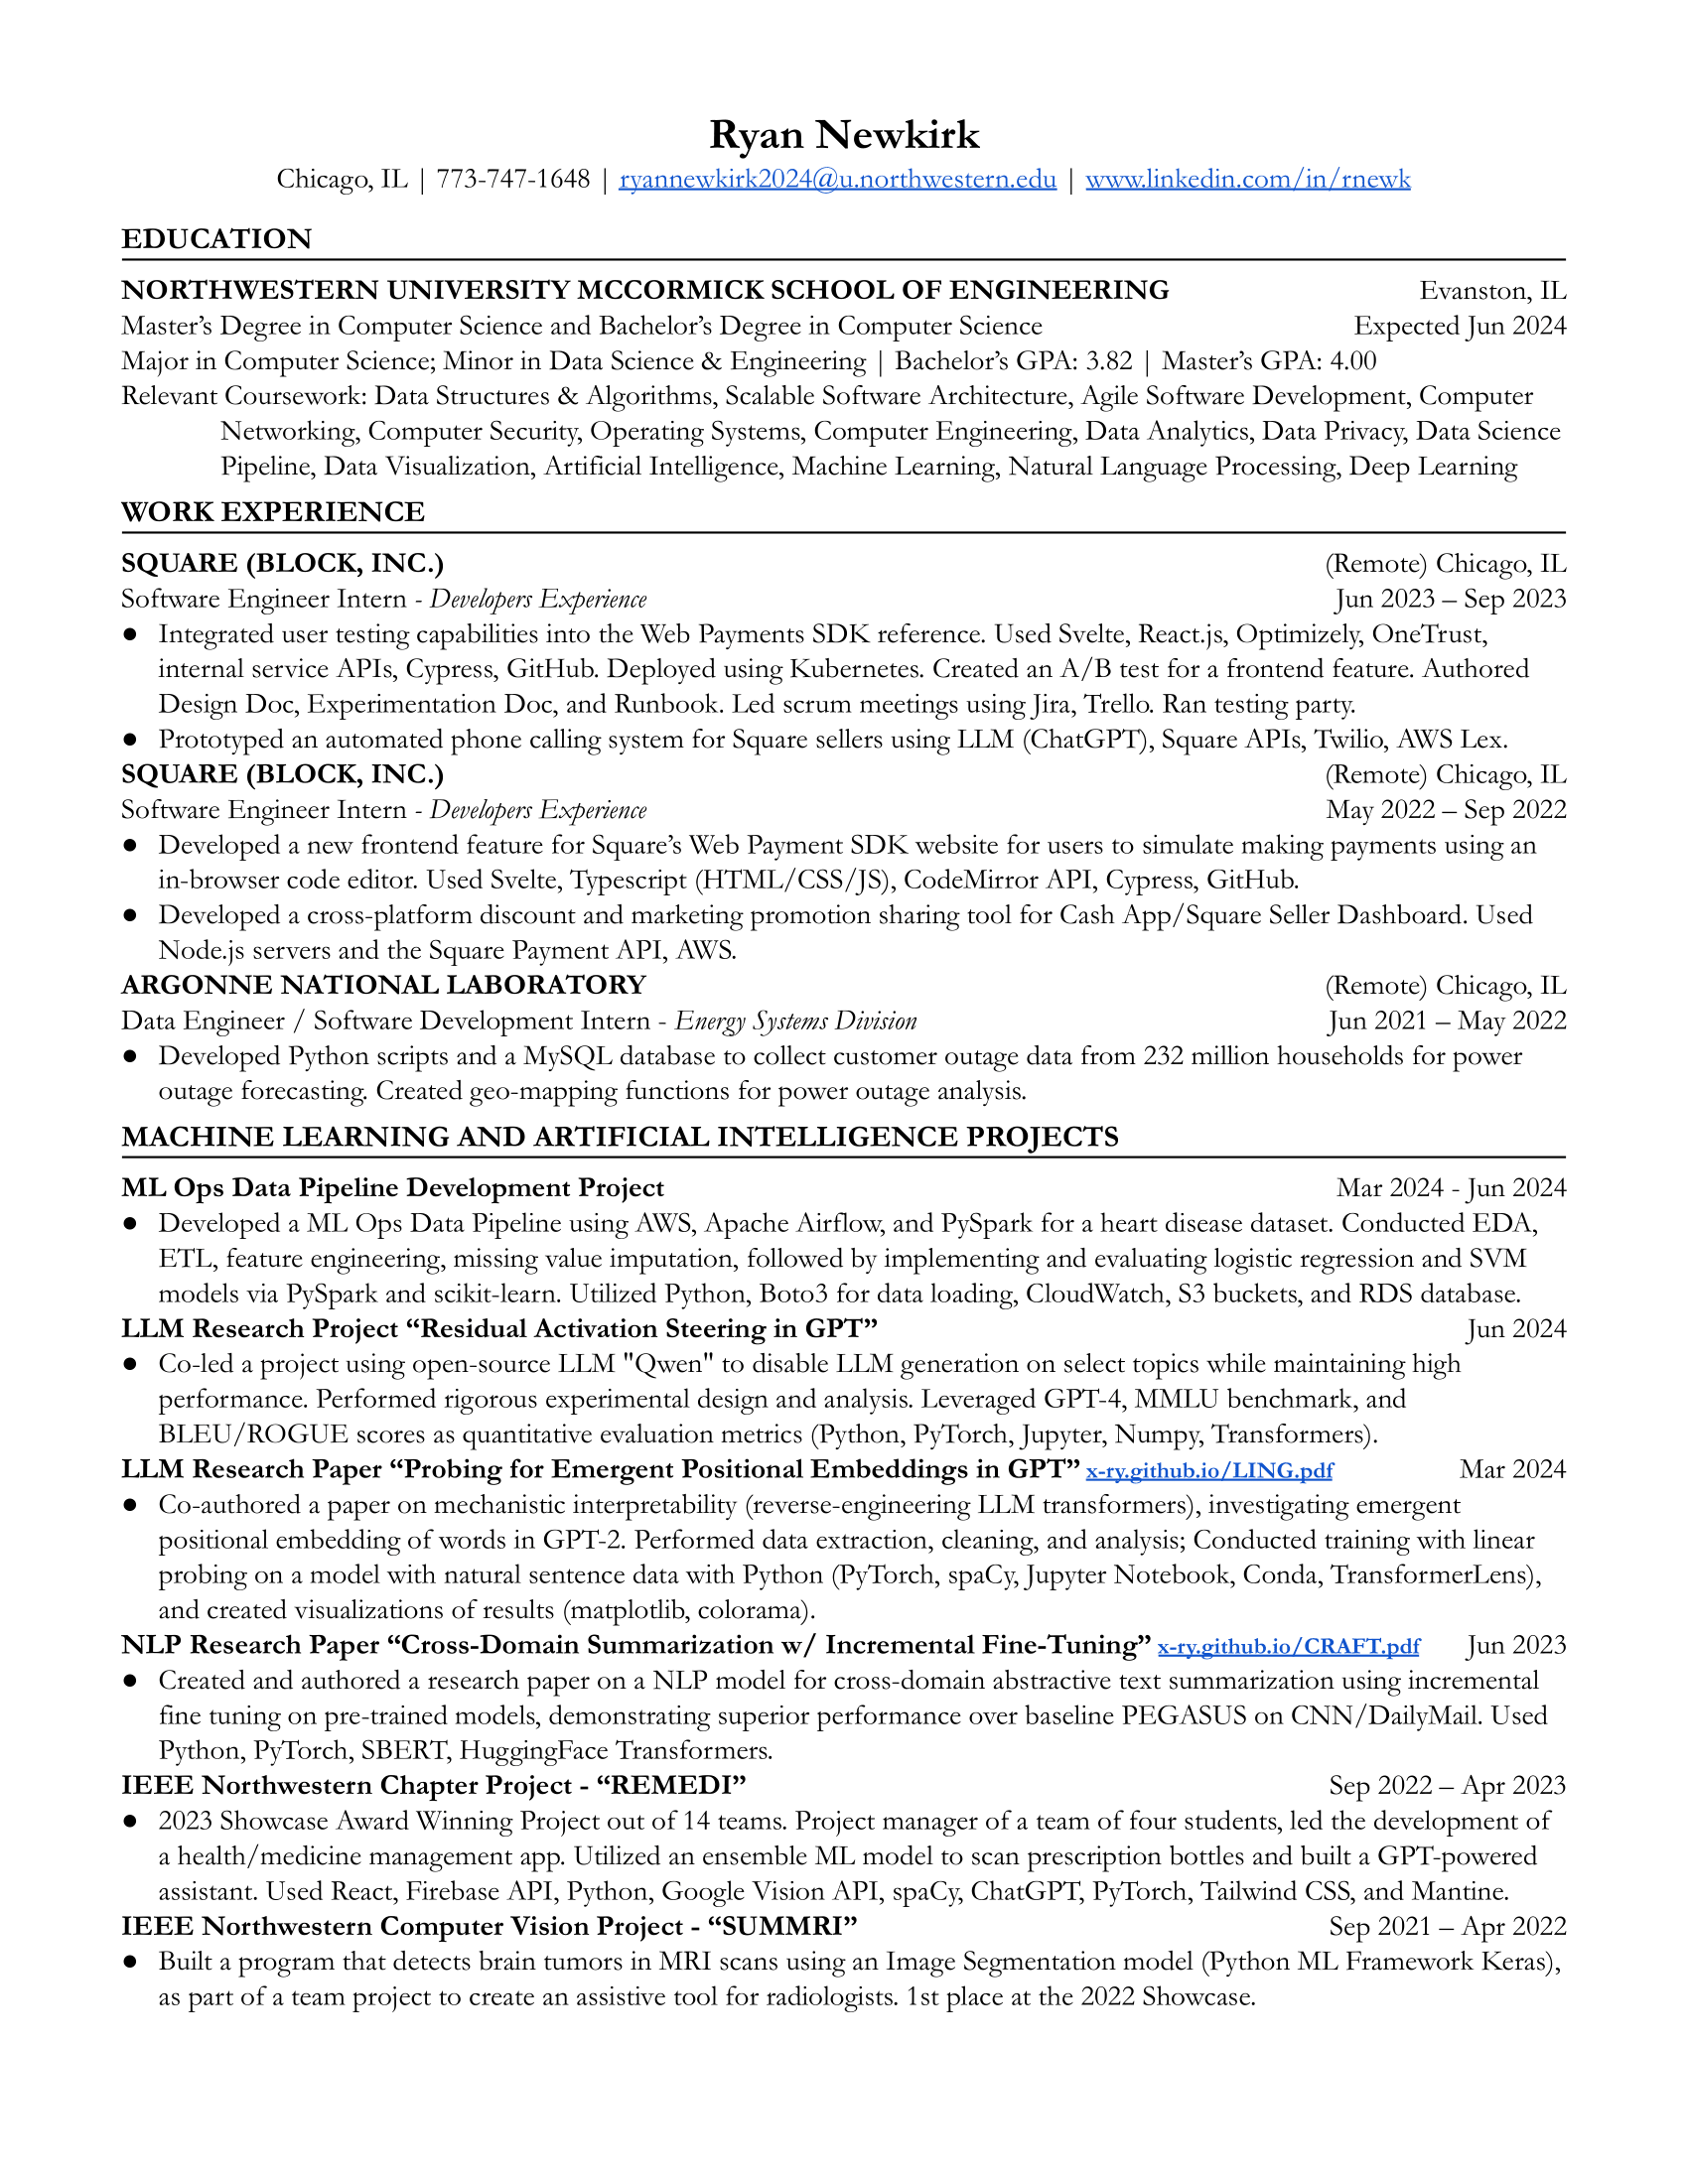 Ryan Newkirk
Chicago, IL | 773-747-1648 | ryannewkirk2024@u.northwestern.edu | www.linkedin.com/in/rnewk
EDUCATION
NORTHWESTERN UNIVERSITY MCCORMICK SCHOOL OF ENGINEERING Evanston, IL
Master’s Degree in Computer Science and Bachelor’s Degree in Computer Science Expected Jun 2024
Major in Computer Science; Minor in Data Science & Engineering | Bachelor’s GPA: 3.82 | Master’s GPA: 4.00
Relevant Coursework: Data Structures & Algorithms, Scalable Software Architecture, Agile Software Development, Computer
Networking, Computer Security, Operating Systems, Computer Engineering, Data Analytics, Data Privacy, Data Science
Pipeline, Data Visualization, Artificial Intelligence, Machine Learning, Natural Language Processing, Deep Learning
WORK EXPERIENCE
SQUARE (BLOCK, INC.) (Remote) Chicago, IL
Software Engineer Intern - Developers Experience Jun 2023 – Sep 2023
● Integrated user testing capabilities into the Web Payments SDK reference. Used Svelte, React.js, Optimizely, OneTrust,
internal service APIs, Cypress, GitHub. Deployed using Kubernetes. Created an A/B test for a frontend feature. Authored
Design Doc, Experimentation Doc, and Runbook. Led scrum meetings using Jira, Trello. Ran testing party.
● Prototyped an automated phone calling system for Square sellers using LLM (ChatGPT), Square APIs, Twilio, AWS Lex.
SQUARE (BLOCK, INC.) (Remote) Chicago, IL
Software Engineer Intern - Developers Experience May 2022 – Sep 2022
● Developed a new frontend feature for Square’s Web Payment SDK website for users to simulate making payments using an
in-browser code editor. Used Svelte, Typescript (HTML/CSS/JS), CodeMirror API, Cypress, GitHub.
● Developed a cross-platform discount and marketing promotion sharing tool for Cash App/Square Seller Dashboard. Used
Node.js servers and the Square Payment API, AWS.
ARGONNE NATIONAL LABORATORY (Remote) Chicago, IL
Data Engineer / Software Development Intern - Energy Systems Division Jun 2021 – May 2022
● Developed Python scripts and a MySQL database to collect customer outage data from 232 million households for power
outage forecasting. Created geo-mapping functions for power outage analysis.
MACHINE LEARNING AND ARTIFICIAL INTELLIGENCE PROJECTS
ML Ops Data Pipeline Development Project Mar 2024 - Jun 2024
● Developed a ML Ops Data Pipeline using AWS, Apache Airflow, and PySpark for a heart disease dataset. Conducted EDA,
ETL, feature engineering, missing value imputation, followed by implementing and evaluating logistic regression and SVM
models via PySpark and scikit-learn. Utilized Python, Boto3 for data loading, CloudWatch, S3 buckets, and RDS database.
LLM Research Project “Residual Activation Steering in GPT” Jun 2024
● Co-led a project using open-source LLM "Qwen" to disable LLM generation on select topics while maintaining high
performance. Performed rigorous experimental design and analysis. Leveraged GPT-4, MMLU benchmark, and
BLEU/ROGUE scores as quantitative evaluation metrics (Python, PyTorch, Jupyter, Numpy, Transformers).
LLM Research Paper “Probing for Emergent Positional Embeddings in GPT” x-ry.github.io/LING.pdf Mar 2024
● Co-authored a paper on mechanistic interpretability (reverse-engineering LLM transformers), investigating emergent
positional embedding of words in GPT-2. Performed data extraction, cleaning, and analysis; Conducted training with linear
probing on a model with natural sentence data with Python (PyTorch, spaCy, Jupyter Notebook, Conda, TransformerLens),
and created visualizations of results (matplotlib, colorama).
NLP Research Paper “Cross-Domain Summarization w/ Incremental Fine-Tuning” x-ry.github.io/CRAFT.pdf Jun 2023
● Created and authored a research paper on a NLP model for cross-domain abstractive text summarization using incremental
fine tuning on pre-trained models, demonstrating superior performance over baseline PEGASUS on CNN/DailyMail. Used
Python, PyTorch, SBERT, HuggingFace Transformers.
IEEE Northwestern Chapter Project - “REMEDI” Sep 2022 – Apr 2023
● 2023 Showcase Award Winning Project out of 14 teams. Project manager of a team of four students, led the development of
a health/medicine management app. Utilized an ensemble ML model to scan prescription bottles and built a GPT-powered
assistant. Used React, Firebase API, Python, Google Vision API, spaCy, ChatGPT, PyTorch, Tailwind CSS, and Mantine.
IEEE Northwestern Computer Vision Project - “SUMMRI” Sep 2021 – Apr 2022
● Built a program that detects brain tumors in MRI scans using an Image Segmentation model (Python ML Framework Keras),
as part of a team project to create an assistive tool for radiologists. 1st place at the 2022 Showcase.